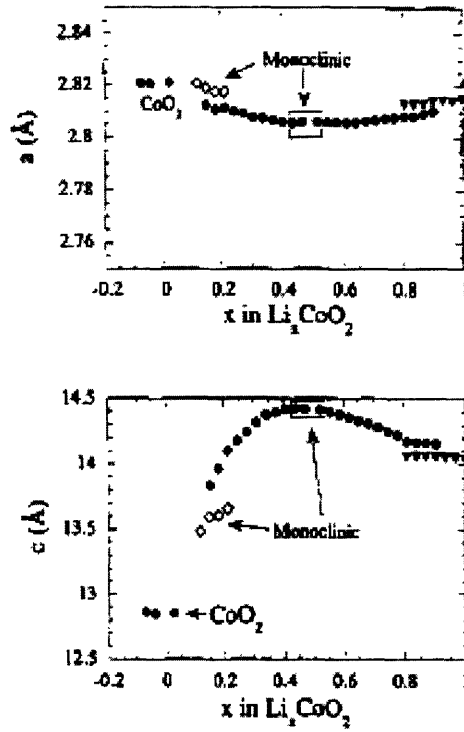 2.84
Monoclinic
2.82
CoO₂
2.8
a (Å)
2.78
2.76
-0.2 0 0.2 0.4 0.6 0.8
x in LiₓCoO₂
14.5
14
c (Å)
13.5
Monoclinic
13
CoO₂
12.5
-0.2 0 0.2 0.4 0.6 0.8
x in LiₓCoO₂